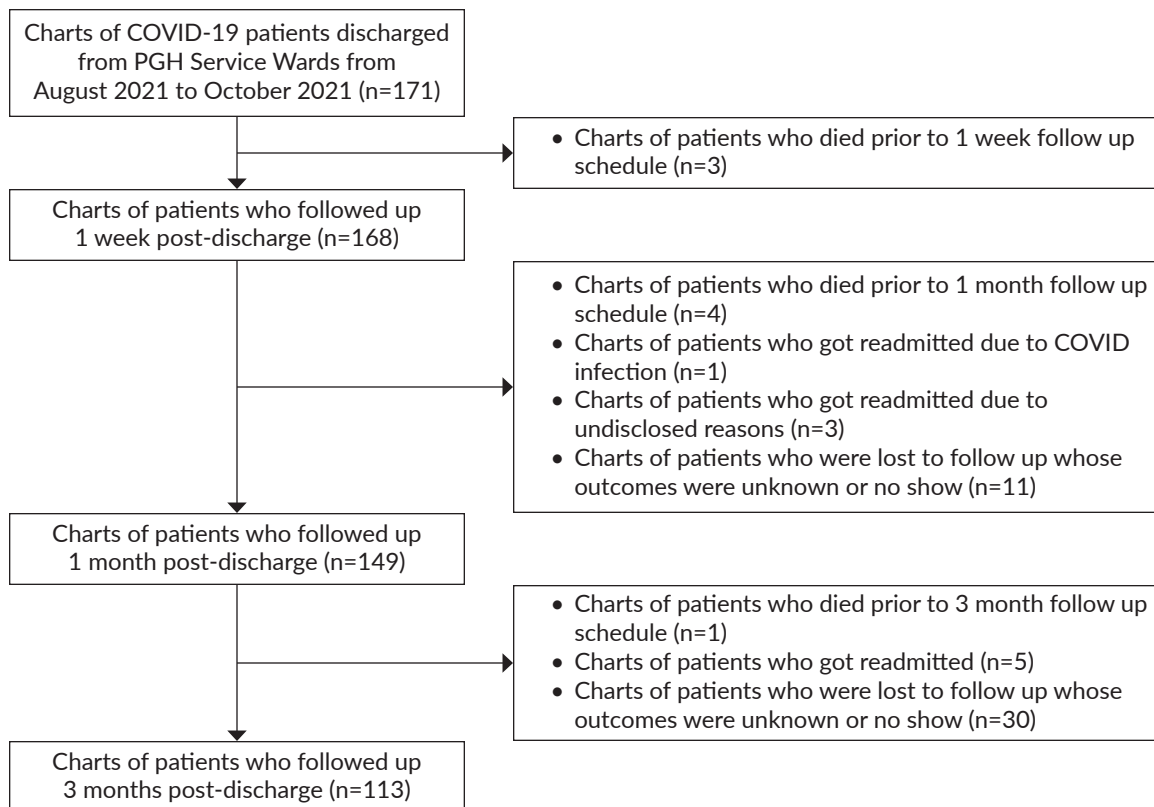 Charts of COVID-19 patients discharged
from PGH Service Wards from
August 2021 to October 2021 (n=171)
• Charts of patients who died prior to 1 week follow up
schedule (n=3)
Charts of patients who followed up
1 week post-discharge (n=168)
• Charts of patients who died prior to 1 month follow up
schedule (n=4)
• Charts of patients who got readmitted due to COVID
infection (n=1)
• Charts of patients who got readmitted due to
undisclosed reasons (n=3)
• Charts of patients who were lost to follow up whose
outcomes were unknown or no show (n=11)
Charts of patients who followed up
1 month post-discharge (n=149)
• Charts of patients who died prior to 3 month follow up
schedule (n=1)
• Charts of patients who got readmitted (n=5)
• Charts of patients who were lost to follow up whose
outcomes were unknown or no show (n=30)
Charts of patients who followed up
3 months post-discharge (n=113)